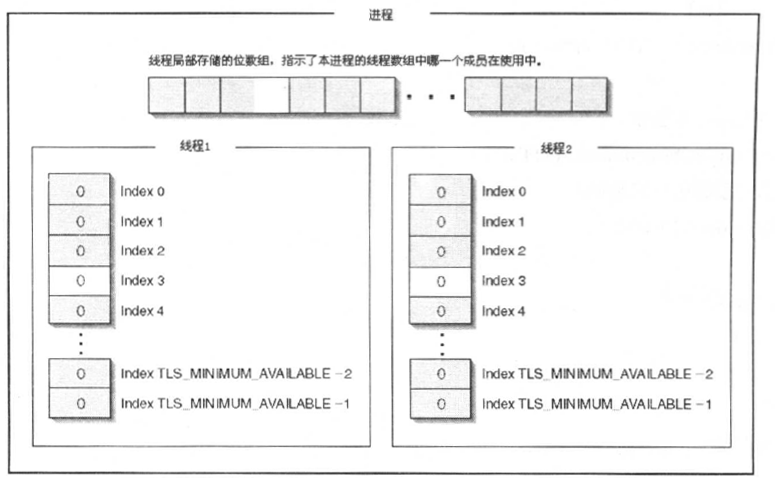 进程
线程局部存储的位数组，指示了本进程的线程数组中哪一个成员在使用中。
线程1
0 Index 0
0 Index 1
0 Index 2
0 Index 3
0 Index 4
0 Index TLS_MINIMUM_AVAILABLE -2
0 Index TLS_MINIMUM_AVAILABLE -1
线程2
0 Index 0
0 Index 1
0 Index 2
0 Index 3
0 Index 4
0 Index TLS_MINIMUM_AVAILABLE -2
0 Index TLS_MINIMUM_AVAILABLE -1